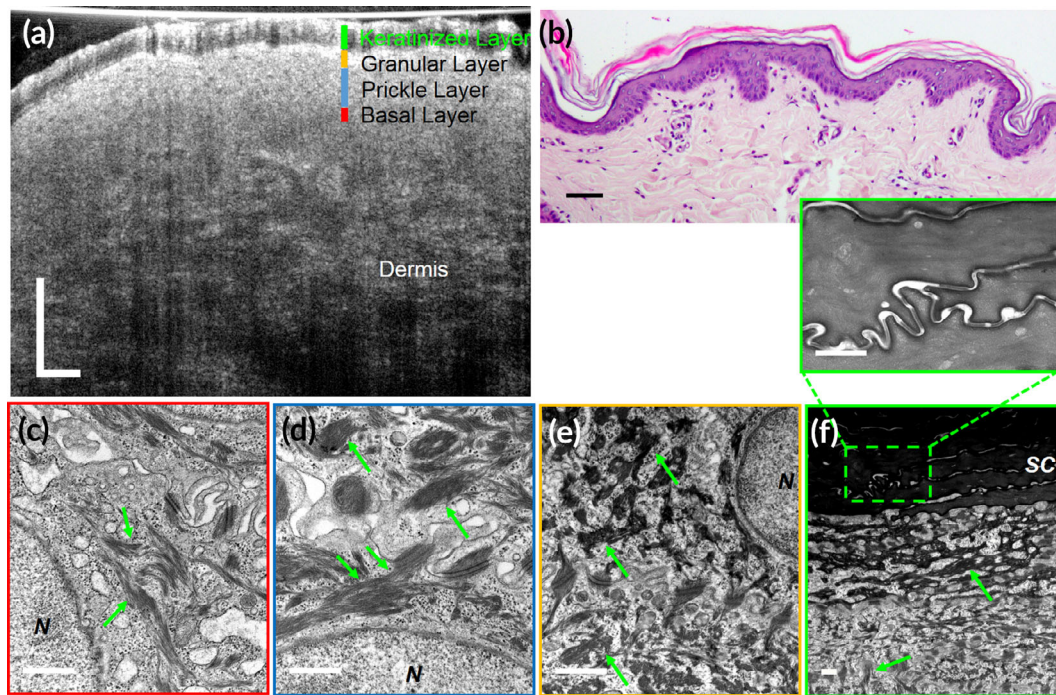 (a)
Keratinized Layer
Granular Layer
Prickle Layer
Basal Layer
Dermis
(b)
(c)
N
(d)
N
(e)
N
(f)
SC